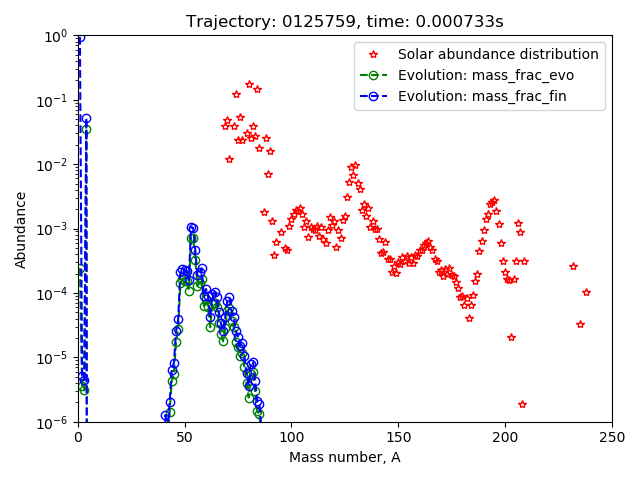 Trajectory: 0125759, time: 0.000733s
Solar abundance distribution
Evolution: mass_frac_evo
Evolution: mass_frac_fin
Abundance
10^0
10^-1
10^-2
10^-3
10^-4
10^-5
10^-6
0 50 100 150 200 250
Mass number, A